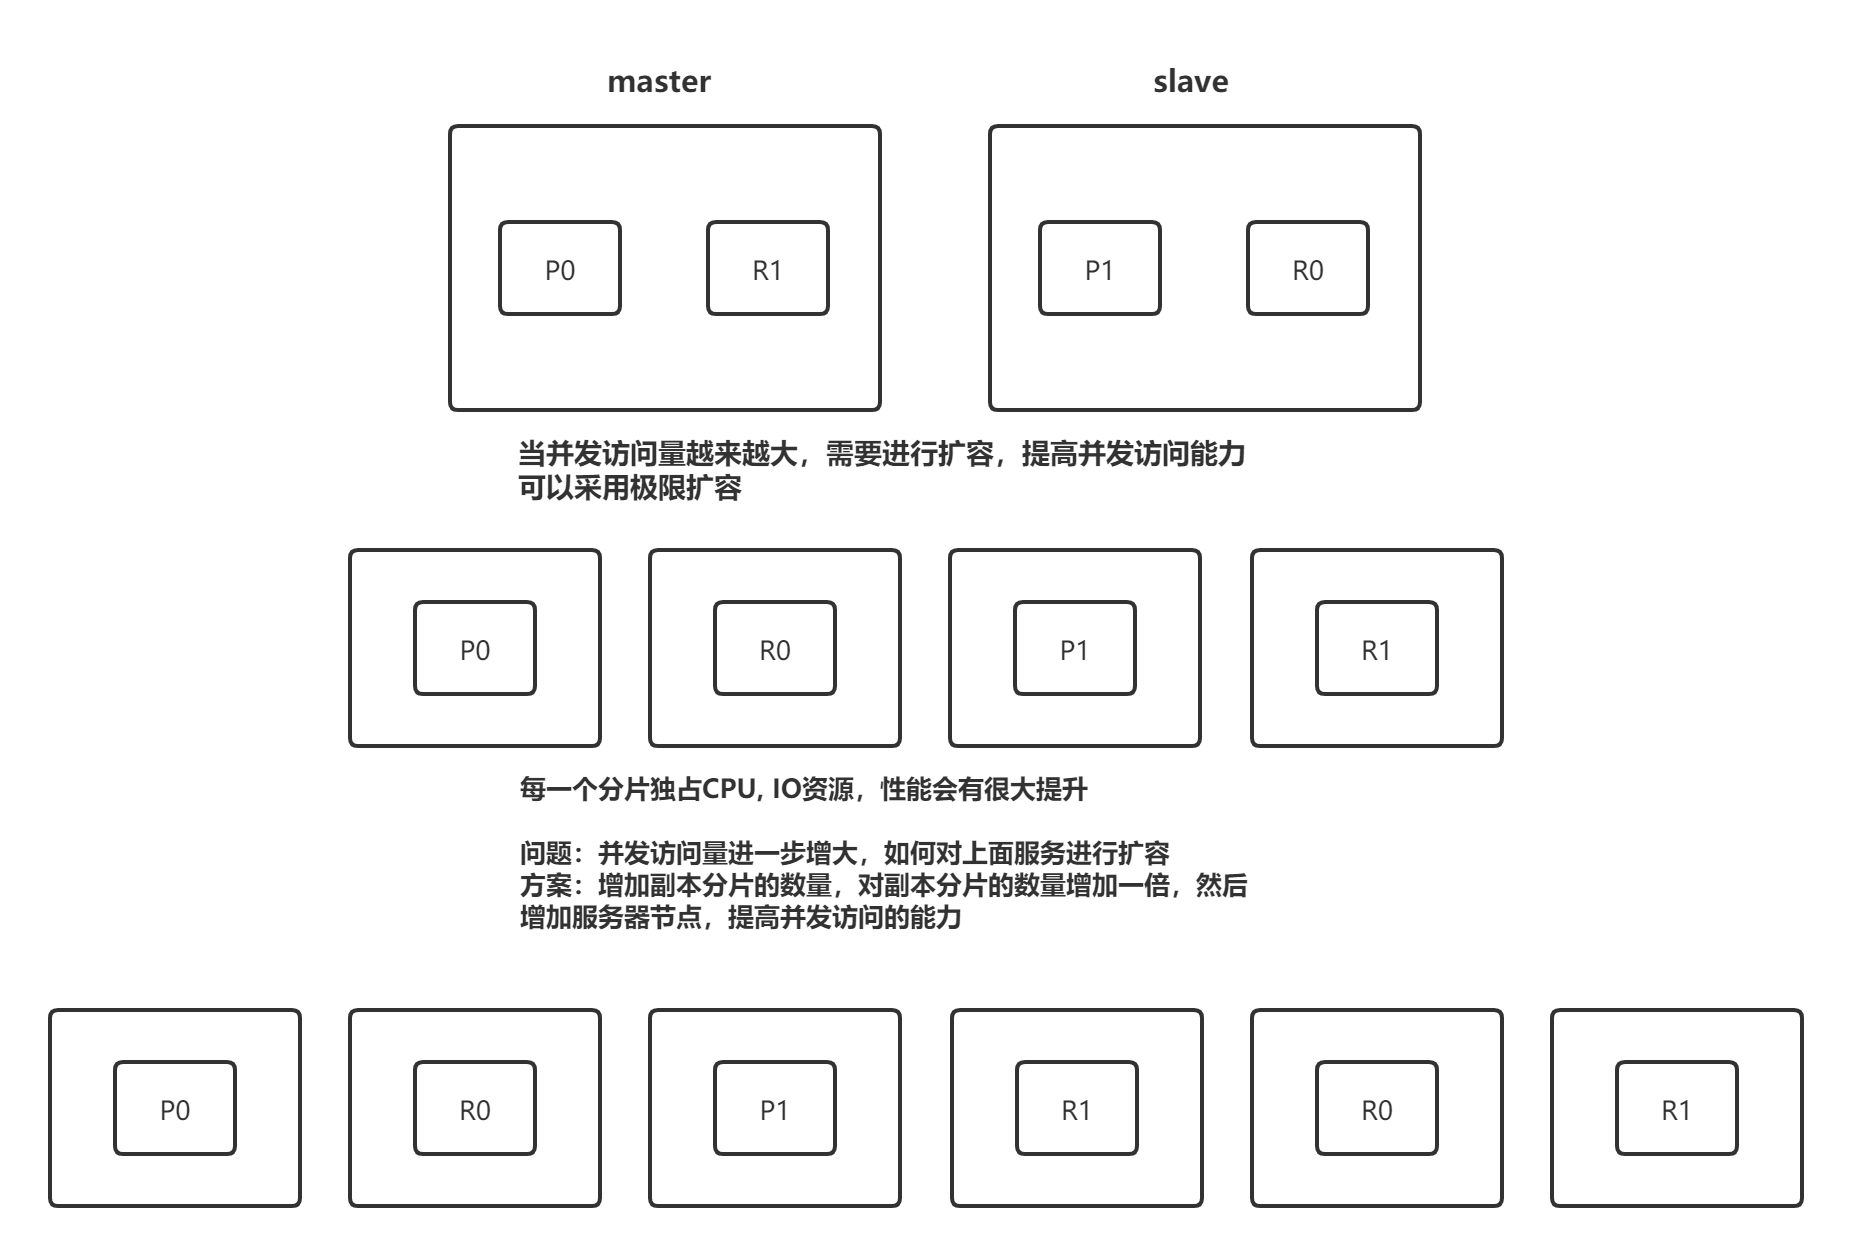 master
slave
P0
R1
P1
R0
当并发访问量越来越大，需要进行扩容，提高并发访问能力
可以采用极限扩容
P0
R0
P1
R1
每一个分片独占CPU, IO资源，性能会有很大提升
问题：并发访问量进一步增大，如何对上面服务进行扩容
方案：增加副本分片的数量，对副本分片的数量增加一倍，然后
增加服务器节点，提高并发访问的能力
P0
R0
P1
R1
R0
R1